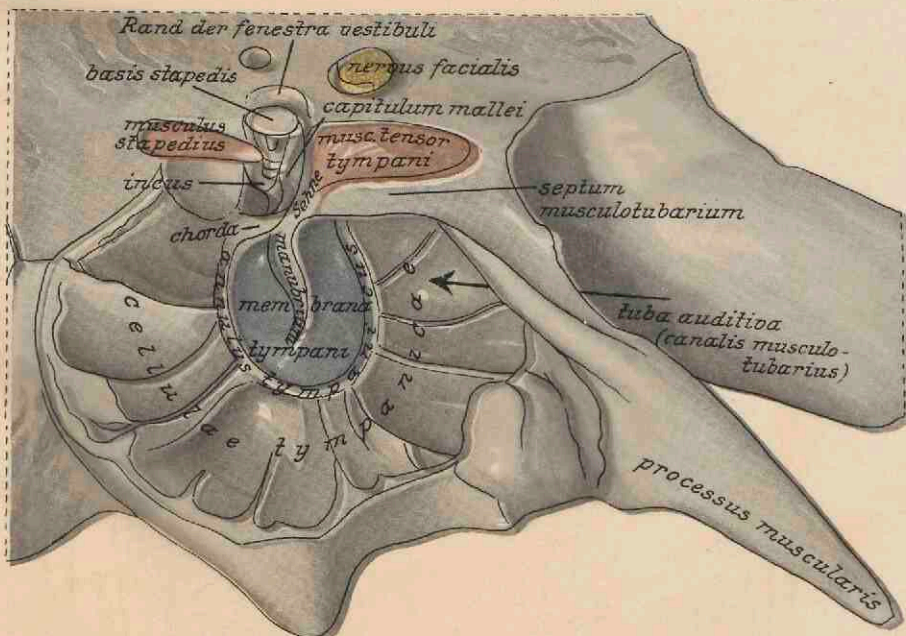 Rand der fenestra vestibuli
basis stapedis
nervus facialis
capitulum mallei
musculus
stapedius
musc. tensor
tympani
incus
Sehne
septum
musculotubarium
chorda
manubrium
mem brana
tympani
annulus tympanicus
cellulae tympanicae
tuba auditiva
(canalis musculo-
tubarius)
processus muscularis